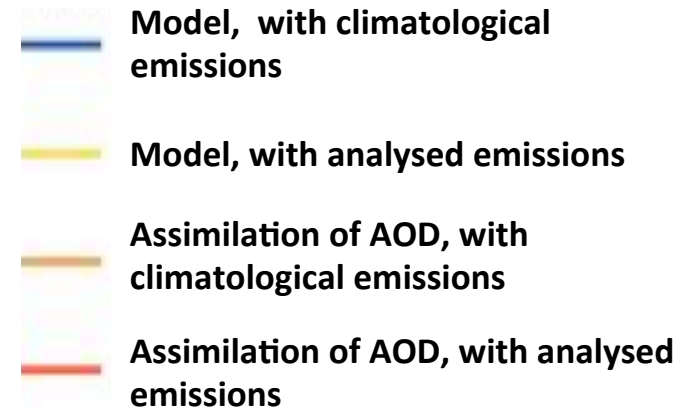 Model,  with climatological
emissions
Model, with analysed emissions
Assimilation of AOD, with
climatological emissions
Assimilation of AOD, with analysed
emissions